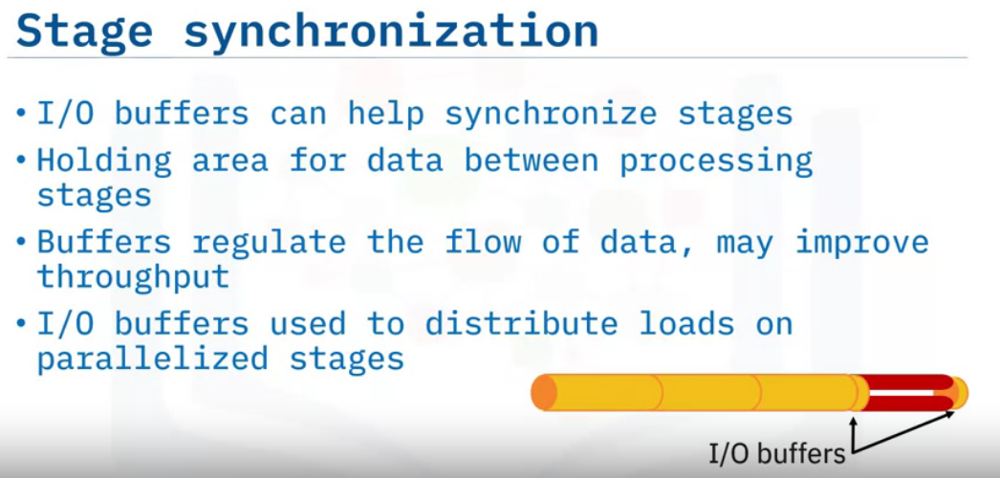 Stage synchronization
• I/O buffers can help synchronize stages
• Holding area for data between processing
stages
• Buffers regulate the flow of data, may improve
throughput
• I/O buffers used to distribute loads on
parallelized stages
I/O buffers